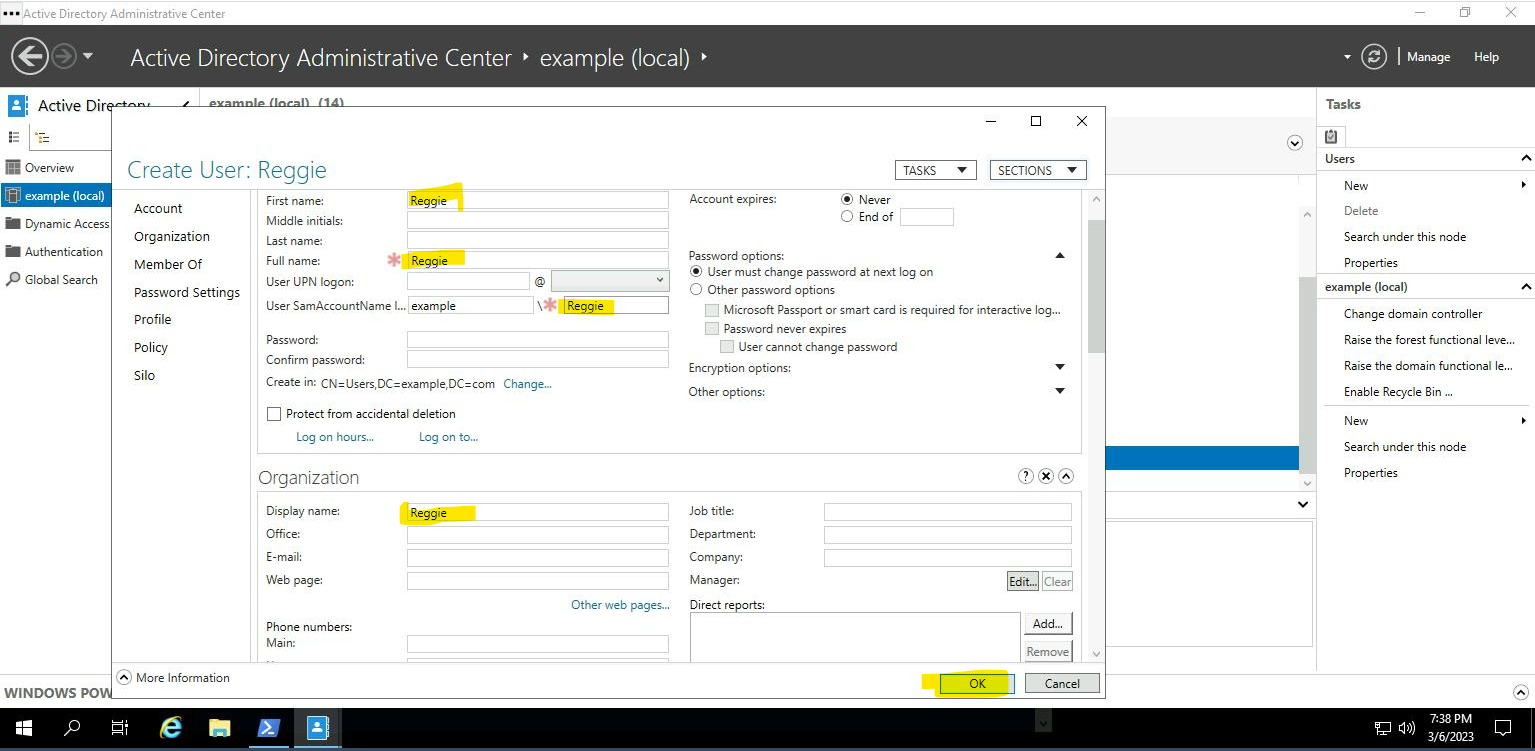 Active Directory Administrative Center
Active Directory Administrative Center example (local)
Manage
Help
Active Directory
example (local) (14)
Overview
example (local)
Dynamic Access
Authentication
Global Search
Create User: Reggie
TASKS
SECTIONS
Account
Organization
Member Of
Password Settings
Profile
Policy
Silo
First name: Reggie
Middle initials:
Last name:
Full name: * Reggie
User UPN logon: @
User SamAccountName l... example \* Reggie
Password:
Confirm password:
Create in: CN=Users,DC=example,DC=com Change...
Protect from accidental deletion
Log on hours... Log on to...
Account expires: Never
End of
Password options:
User must change password at next log on
Other password options
Microsoft Passport or smart card is required for interactive log...
Password never expires
User cannot change password
Encryption options:
Other options:
Organization
?
Display name: Reggie
Office:
E-mail:
Web page:
Other web pages...
Phone numbers:
Main:
Job title:
Department:
Company:
Manager: Edit... Clear
Direct reports:
Add...
Remove
More Information
OK
Cancel
Tasks
Users
New
Delete
Search under this node
Properties
example (local)
Change domain controller
Raise the forest functional leve...
Raise the domain functional le...
Enable Recycle Bin ...
New
Search under this node
Properties
WINDOWS POW
7:38 PM
3/6/2023